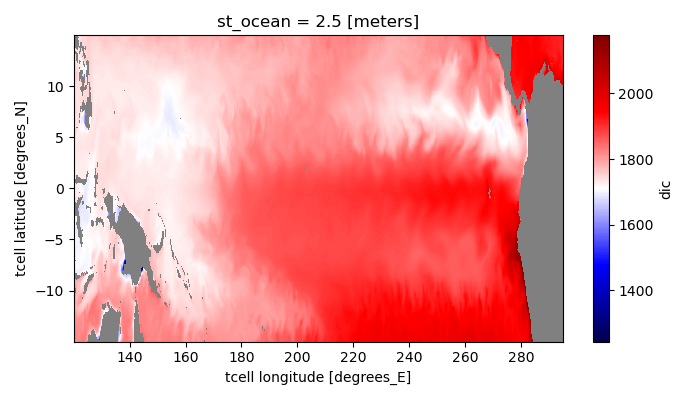 st_ocean = 2.5 [meters]
10
5
0
−5
−10
tcell latitude [degrees_N]
140 160 180 200 220 240 260 280
tcell longitude [degrees_E]
2000
1800
1600
1400
dic